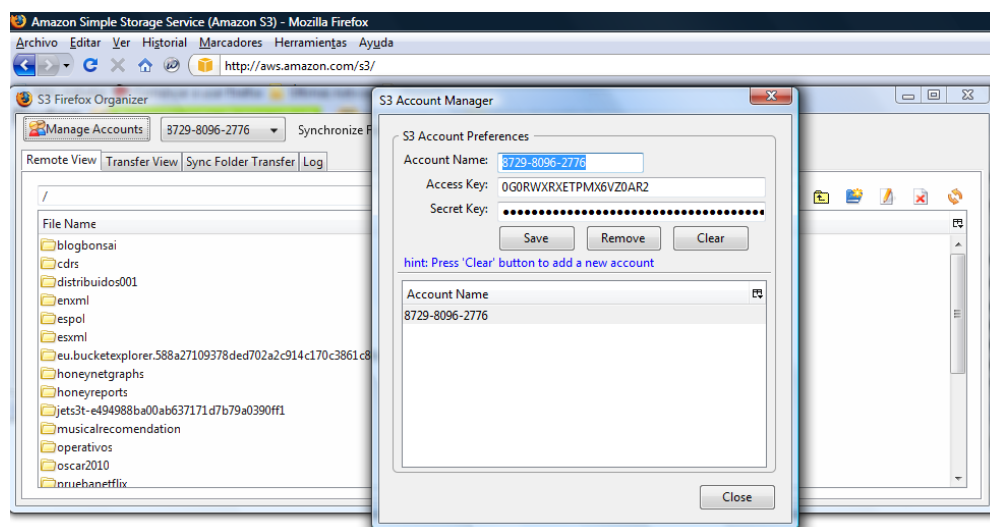 Amazon Simple Storage Service (Amazon S3) - Mozilla Firefox
Archivo Editar Ver Historial Marcadores Herramientas Ayuda
http://aws.amazon.com/s3/
S3 Firefox Organizer
Manage Accounts 8729-8096-2776 Synchronize F
Remote View Transfer View Sync Folder Transfer Log
/
File Name
blogbonsai
cdrs
distribuidos001
enxml
espol
esxml
eu.bucketexplorer.588a27109378ded702a2c914c170c3861c8
honeynetgraphs
honeyreports
jets3t-e494988ba00ab637171d7b79a0390ff1
musicalrecomendation
operativos
oscar2010
pruebanetflix
S3 Account Manager
S3 Account Preferences
Account Name: 8729-8096-2776
Access Key: 0G0RWXRXETPMX6VZ0AR2
Secret Key: ●●●●●●●●●●●●●●●●●●●●●●●●●●●●●●●●●●●●●
Save Remove Clear
hint: Press 'Clear' button to add a new account
Account Name
8729-8096-2776
Close